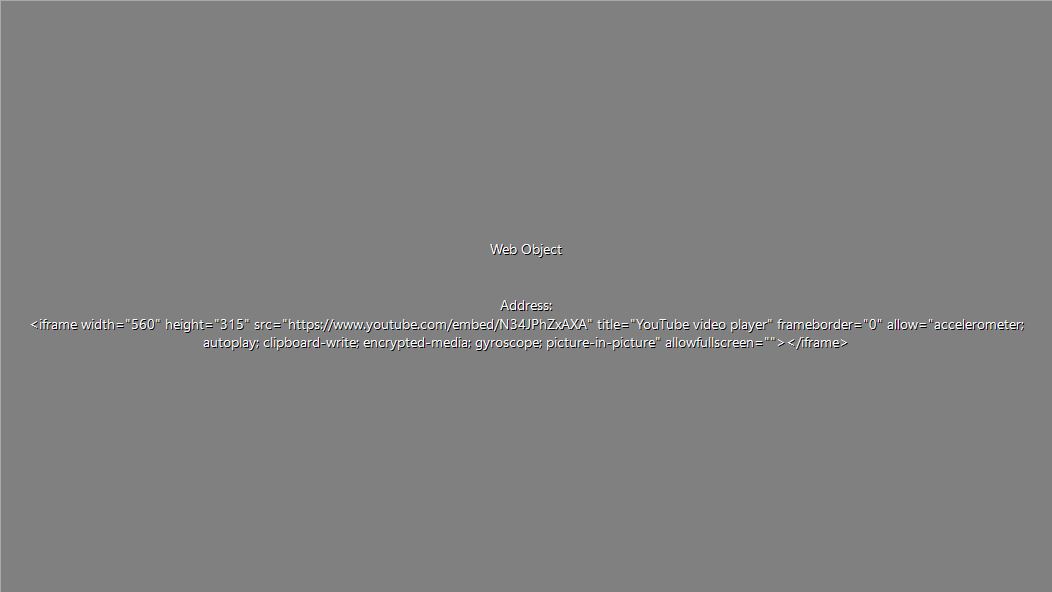 Web Object
Address:
<iframe width="560" height="315" src="https://www.youtube.com/embed/N34JPhZxAXA" title="YouTube video player" frameborder="0" allow="accelerometer;
autoplay; clipboard-write; encrypted-media; gyroscope; picture-in-picture" allowfullscreen=""></iframe>